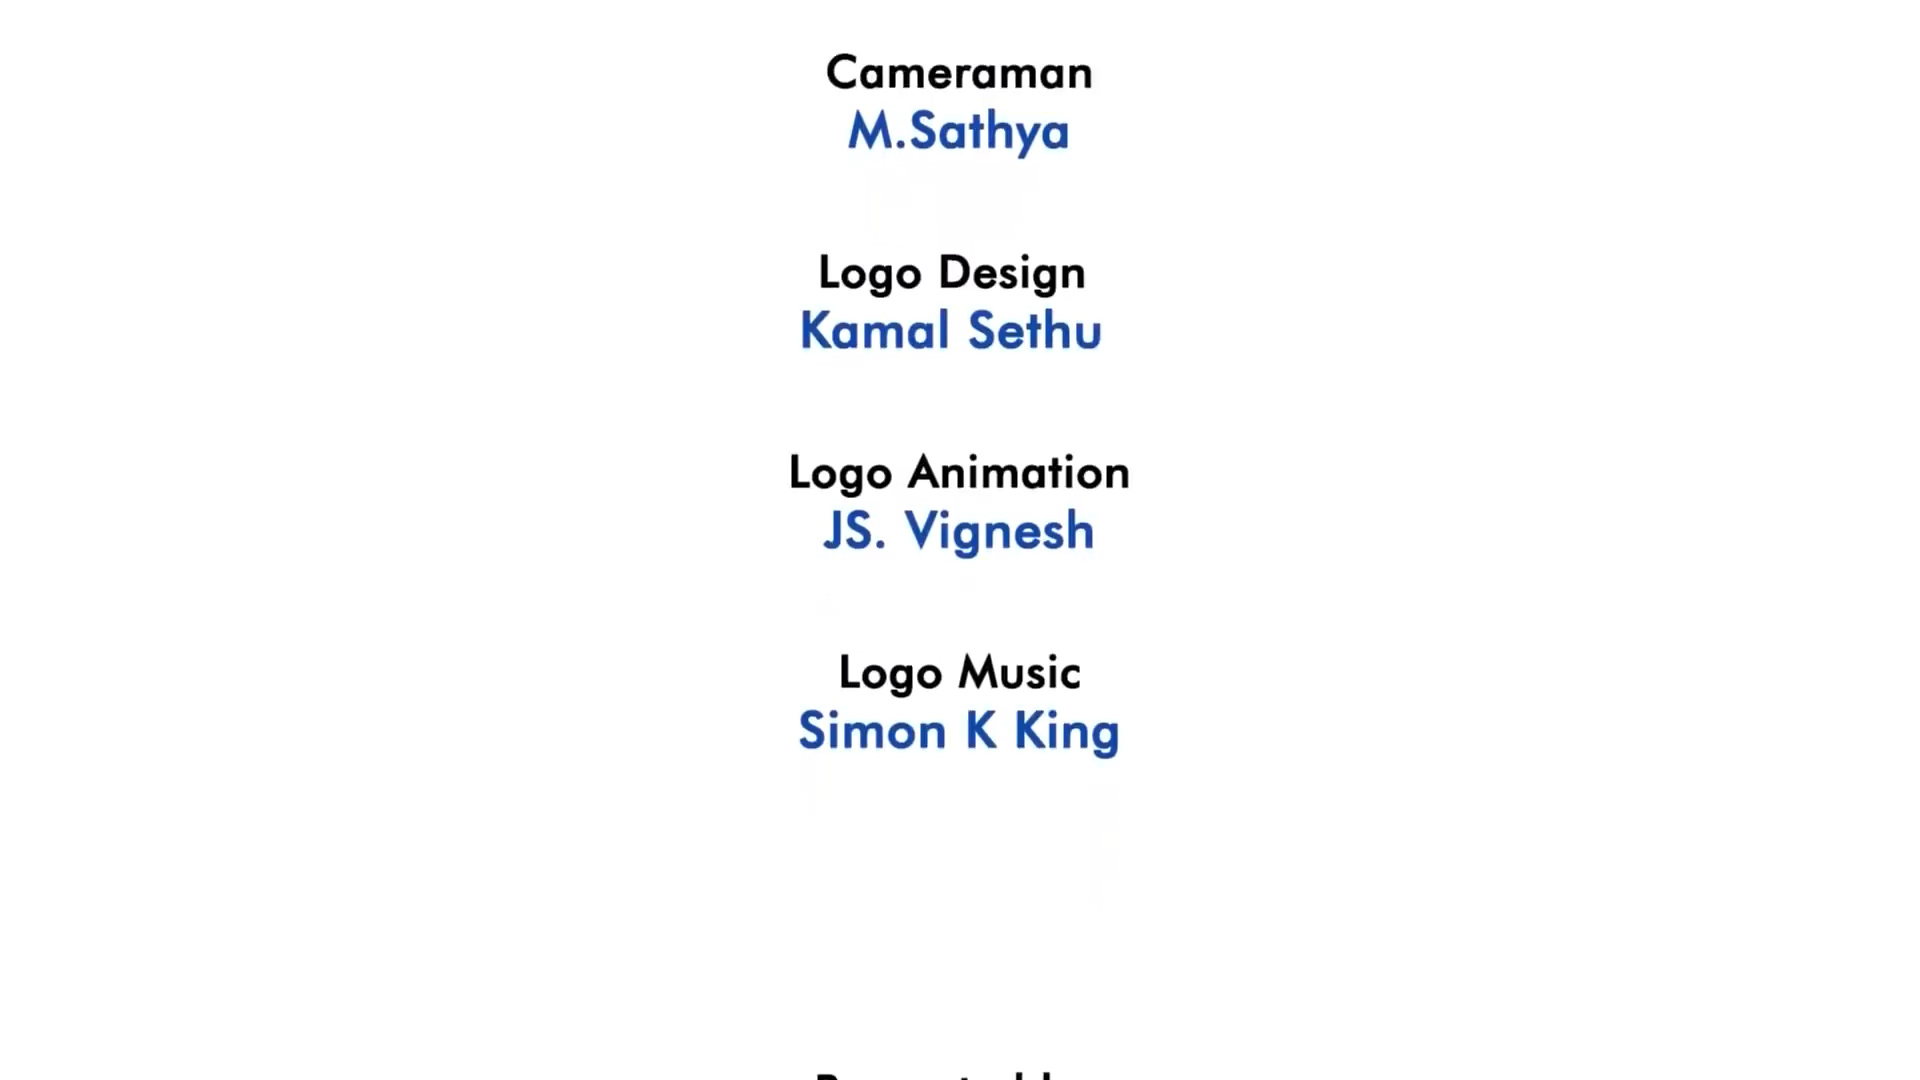 Cameraman
M.Sathya
Logo Design
Kamal Sethu
Logo Animation
JS. Vignesh
Logo Music
Simon K King